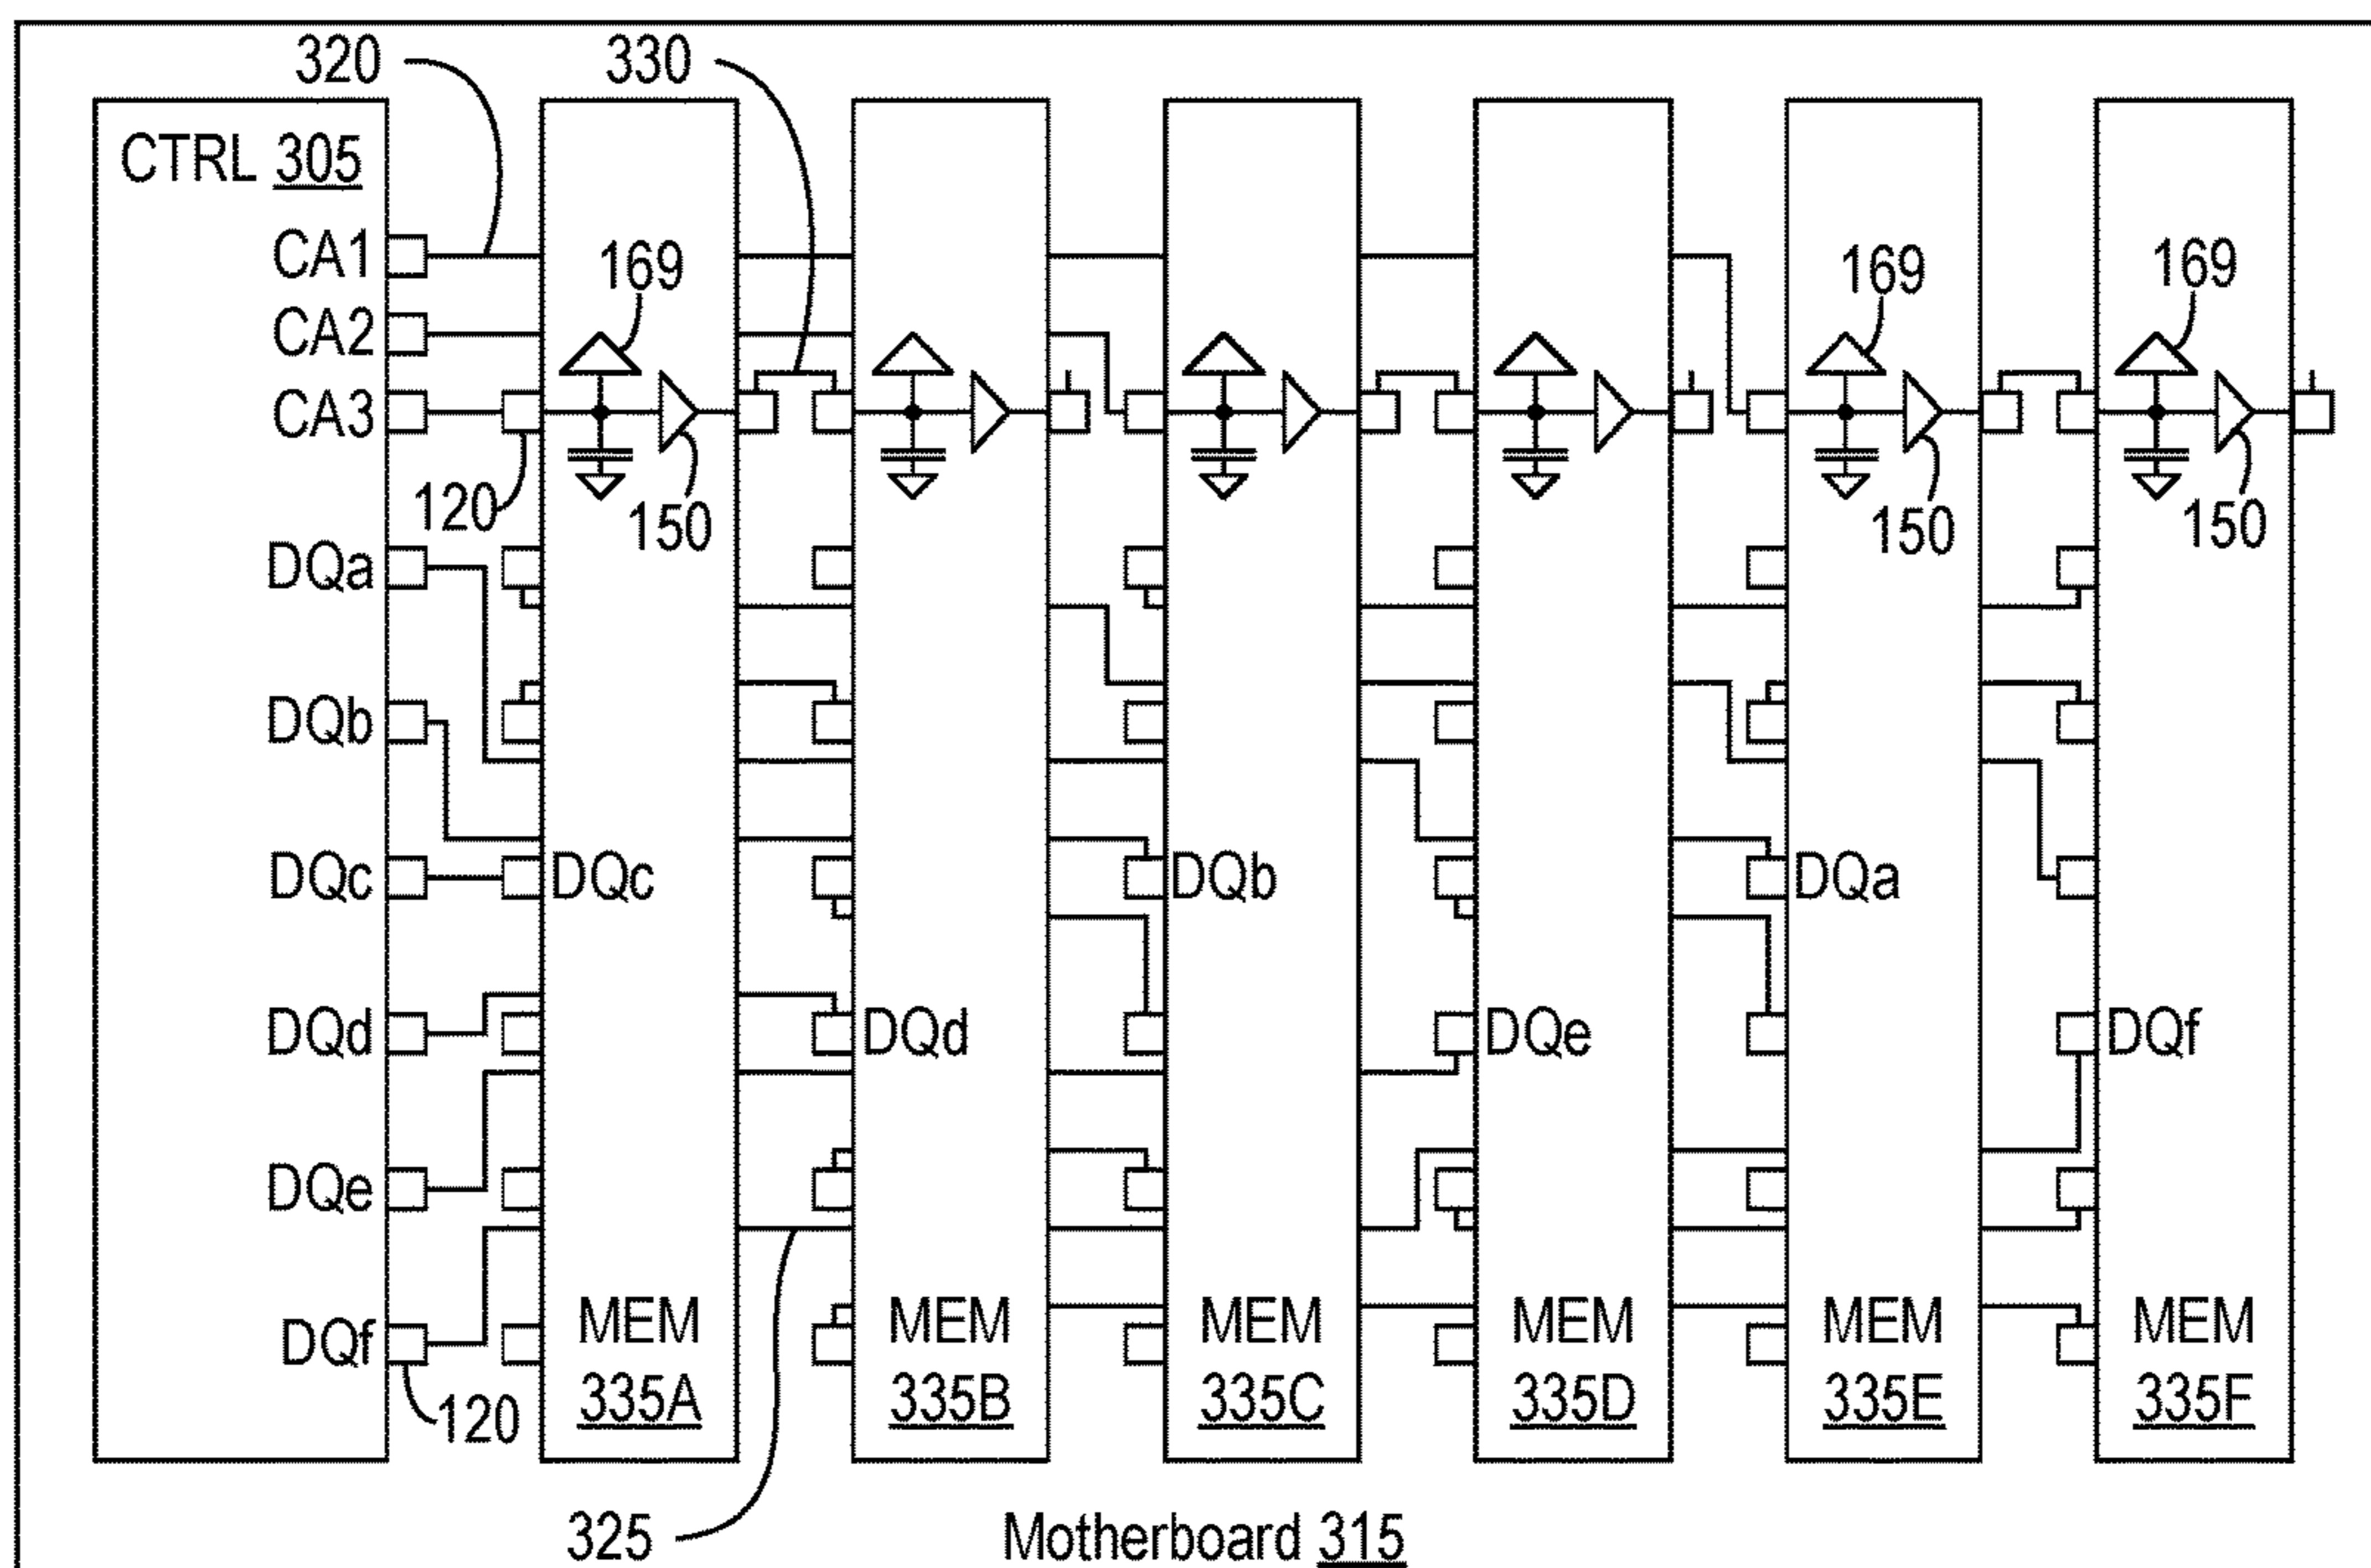 320 330
CTRL 305
CA1
169 169 169
CA2
CA3
120 150 150 150
DQa
DQb
DQc DQc DQb DQa
DQd DQd DQe DQf
DQe
DQf
MEM MEM MEM MEM MEM MEM
335A 335B 335C 335D 335E 335F
120
325 Motherboard 315